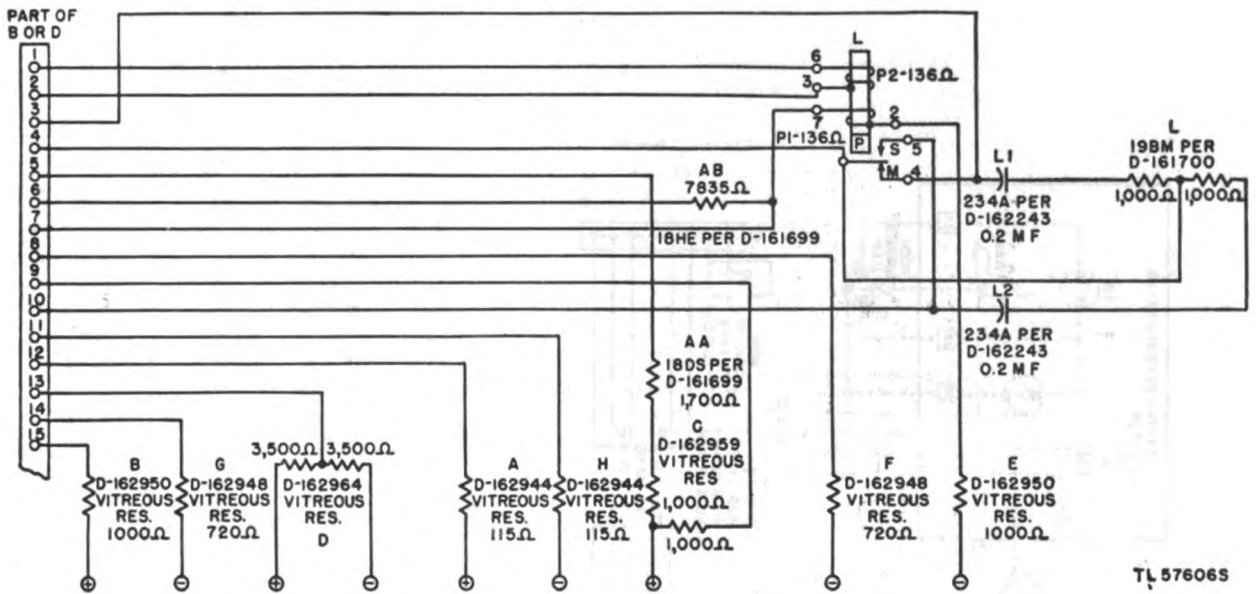 PART OF
B OR D
1
2
3
4
5
6
7
8
9
10
11
12
13
14
15
L
6
3
7
P2-136Ω
P1-136Ω
P
2
S 5
M 4
AB
7835Ω
18HE PER D-161699
L1
234A PER
D-162243
0.2 MF
L
19BM PER
D-161700
1,000Ω 1,000Ω
L2
234A PER
D-162243
0.2 MF
AA
18DS PER
D-161699
1,700Ω
C
D-162959
VITREOUS
RES
1,000Ω
1,000Ω
B
D-162950
VITREOUS
RES.
1000Ω
G
D-162948
VITREOUS
RES.
720Ω
3,500Ω 3,500Ω
D-162964
VITREOUS
RES.
D
A
D-162944
VITREOUS
RES.
115Ω
H
D-162944
VITREOUS
RES.
115Ω
F
D-162948
VITREOUS
RES.
720Ω
E
D-162950
VITREOUS
RES.
1000Ω
+ − + − + − + − −
TL 57606S